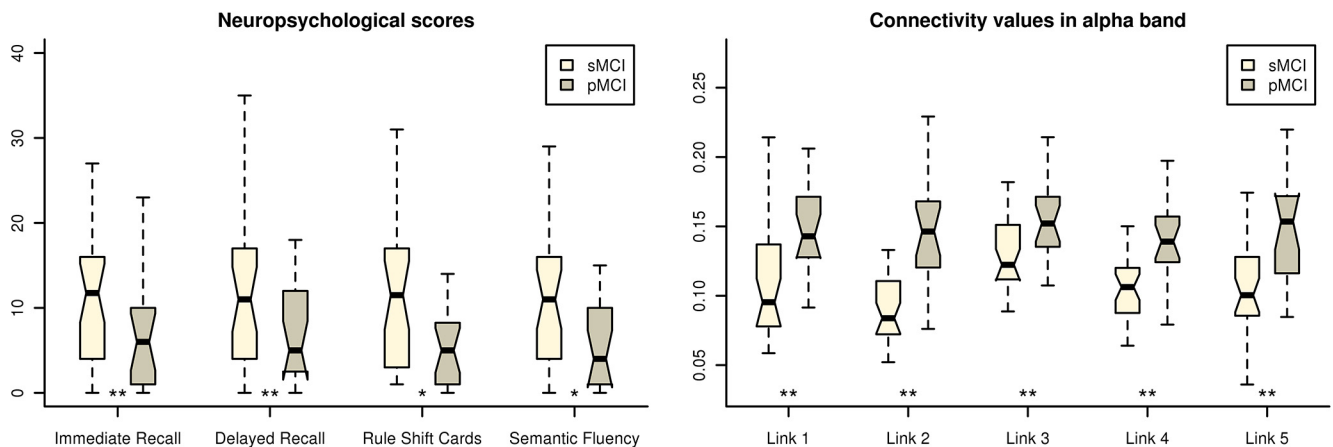 Neuropsychological scores
sMCI
pMCI
40
30
20
10
0
** ** * *
Immediate Recall Delayed Recall Rule Shift Cards Semantic Fluency
Connectivity values in alpha band
sMCI
pMCI
0.25
0.20
0.15
0.10
0.05
** ** ** ** **
Link 1 Link 2 Link 3 Link 4 Link 5